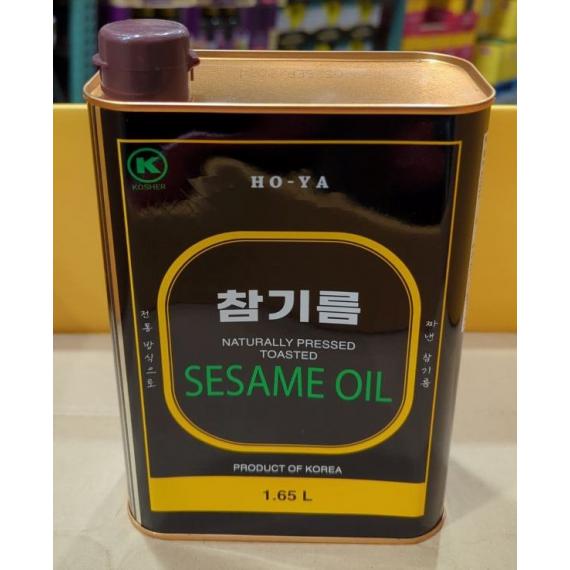 K
KOSHER
HO-YA
참기름
NATURALLY PRESSED
TOASTED
SESAME OIL
전통 방식으로
짜낸 참기름
PRODUCT OF KOREA
1.65 L